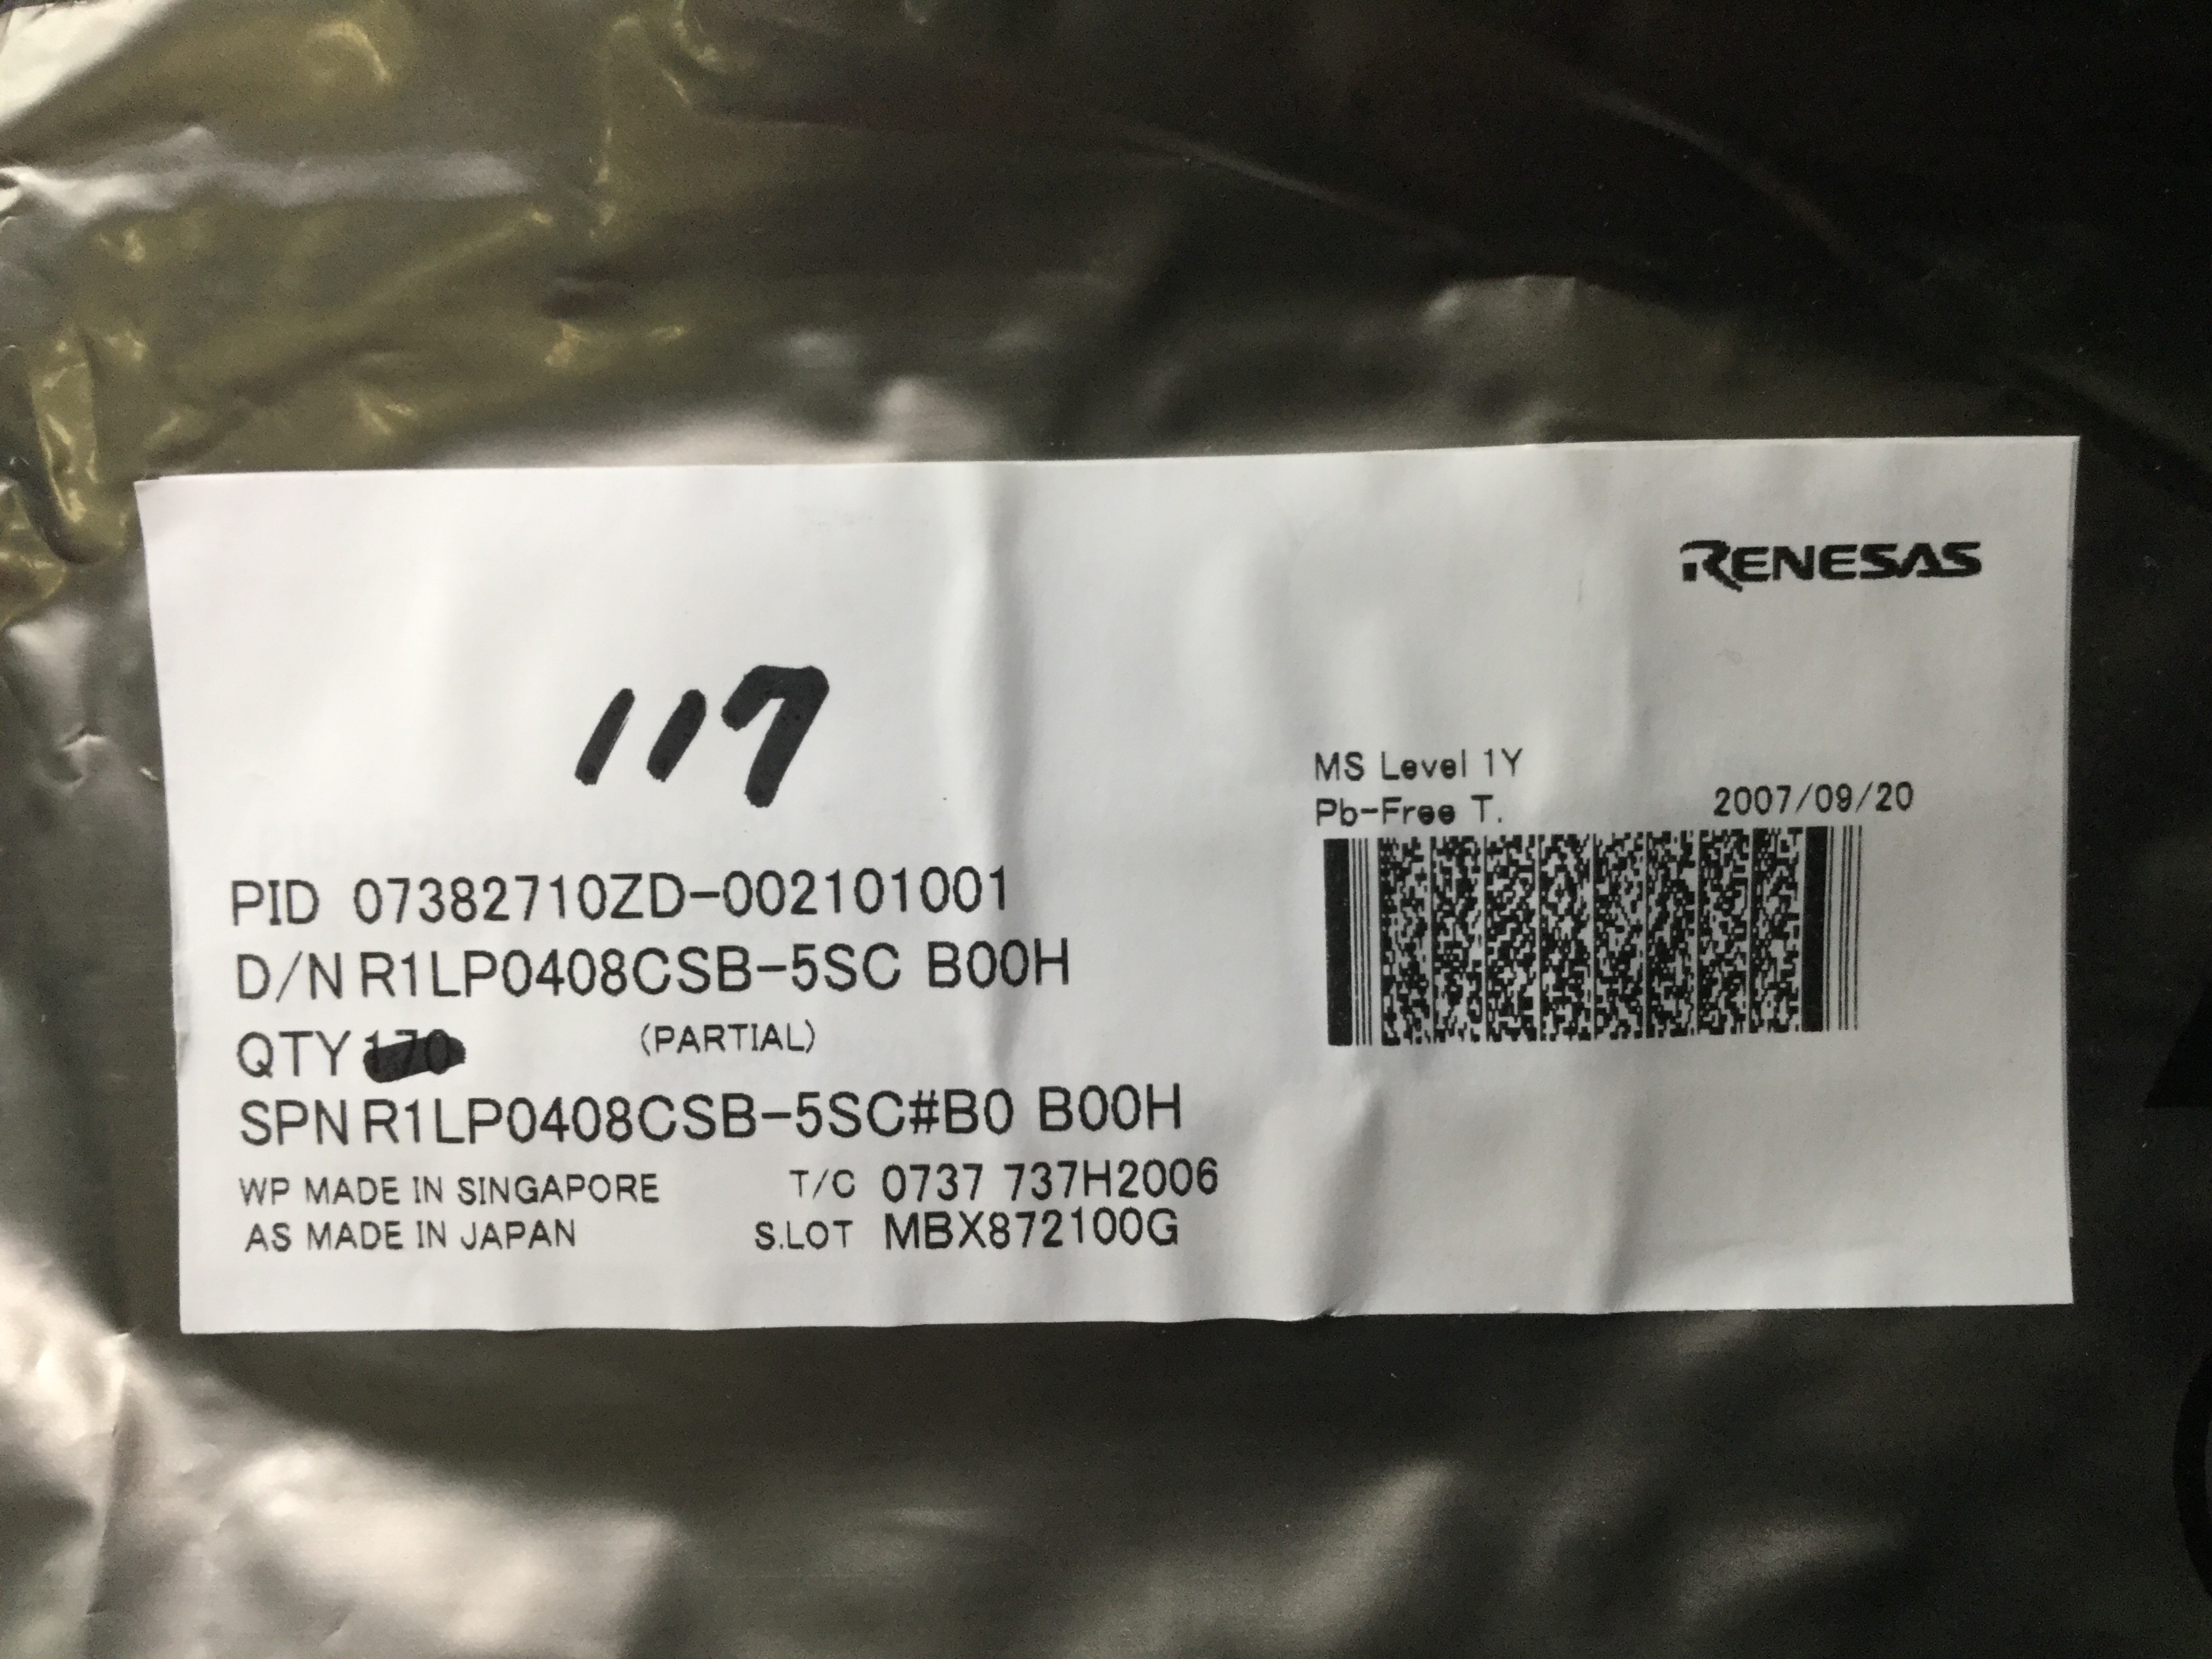 RENESAS
117
MS Level 1Y
Pb-Free T.
2007/09/20
PID 07382710ZD-002101001
D/N R1LP0408CSB-5SC B00H
QTY 170 (PARTIAL)
SPN R1LP0408CSB-5SC#B0 B00H
WP MADE IN SINGAPORE T/C 0737 737H2006
AS MADE IN JAPAN S.LOT MBX872100G